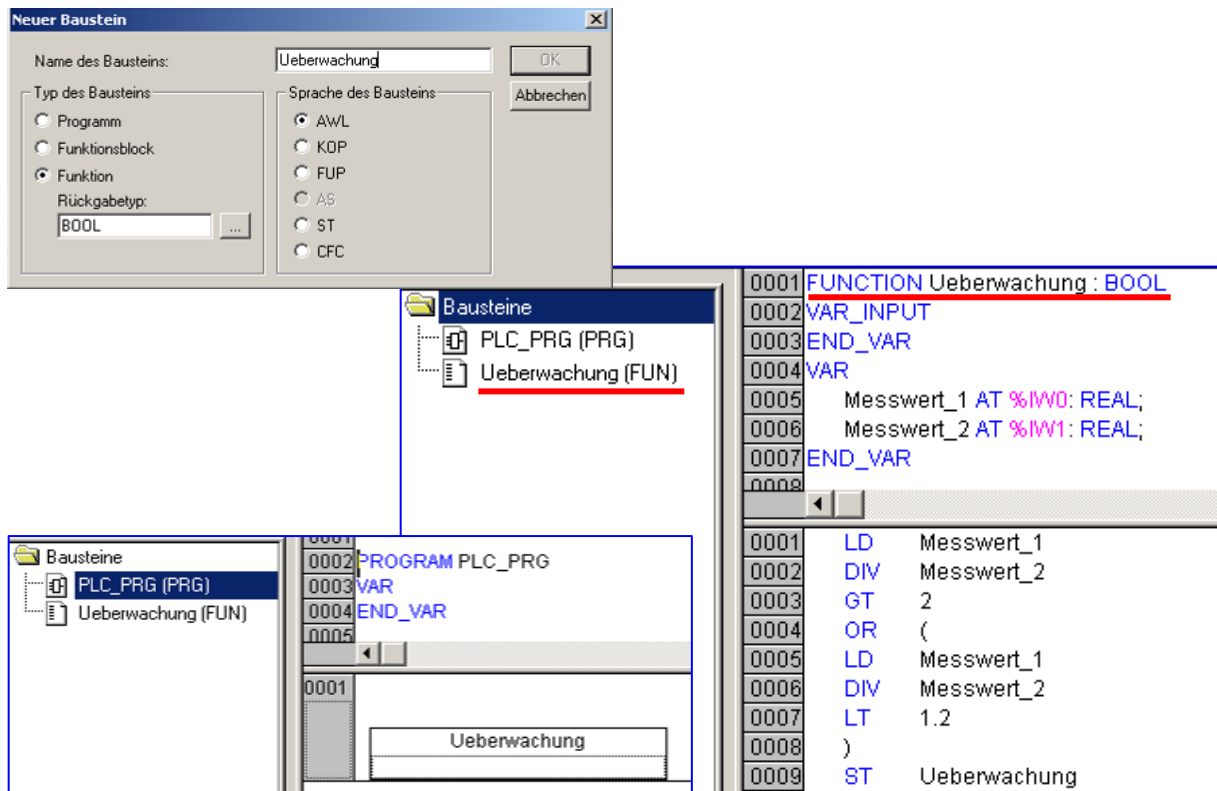 Neuer Baustein
Name des Bausteins: Ueberwachung OK
Typ des Bausteins Sprache des Bausteins Abbrechen
Programm AWL
Funktionsblock KOP
Funktion FUP
Rückgabetyp: AS
BOOL ... ST
CFC
Bausteine
PLC_PRG (PRG)
Ueberwachung (FUN)
0001 FUNCTION Ueberwachung : BOOL
0002 VAR_INPUT
0003 END_VAR
0004 VAR
0005 Messwert_1 AT %IW0: REAL;
0006 Messwert_2 AT %IW1: REAL;
0007 END_VAR
0008
0001 LD Messwert_1
0002 DIV Messwert_2
0003 GT 2
0004 OR (
0005 LD Messwert_1
0006 DIV Messwert_2
0007 LT 1.2
0008 )
0009 ST Ueberwachung
Bausteine
PLC_PRG (PRG)
Ueberwachung (FUN)
0001
0002 PROGRAM PLC_PRG
0003 VAR
0004 END_VAR
0005
0001
Ueberwachung